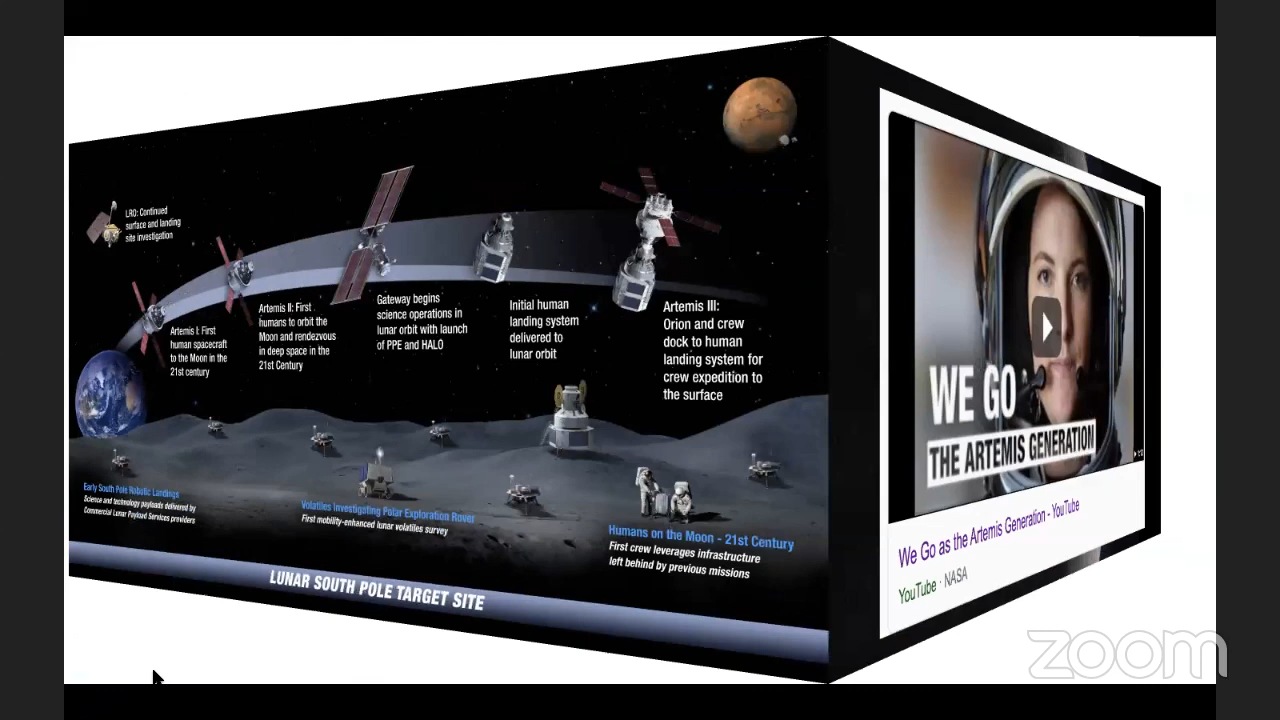 LRO: Continued
surface and landing
site investigation
Artemis I: First
human spacecraft
to the Moon in the
21st century
Artemis II: First
humans to orbit the
Moon and rendezvous
in deep space in the
21st Century
Gateway begins
science operations in
lunar orbit with launch
of PPE and HALO
Initial human
landing system
delivered to
lunar orbit
Artemis III:
Orion and crew
dock to human
landing system for
crew expedition to
the surface
Early South Pole Robotic Landings
Science and technology payloads delivered by
Commercial Lunar Payload Services providers
Volatiles Investigating Polar Exploration Rover
First mobility-enhanced lunar volatiles survey
Humans on the Moon - 21st Century
First crew leverages infrastructure
left behind by previous missions
LUNAR SOUTH POLE TARGET SITE
WE GO
THE ARTEMIS GENERATION
We Go as the Artemis Generation - YouTube
YouTube · NASA
zoom